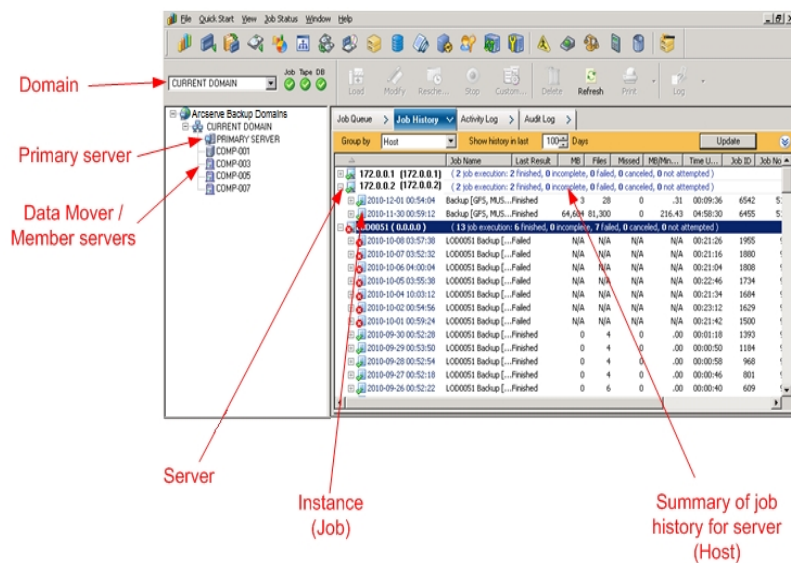 File Quick Start View Job Status Window Help
Domain
CURRENT DOMAIN
Job Tape DB
Load Modify Resche... Stop Custom... Delete Refresh Print Log
Arcserve Backup Domains
CURRENT DOMAIN
PRIMARY SERVER
COMP-001
COMP-003
COMP-005
COMP-007
Primary server
Data Mover /
Member servers
Job Queue Job History Activity Log Audit Log
Group by Host Show history in last 100 Days Update
Job Name Last Result MB Files Missed MB/Min... Time U... Job ID Job No
172.0.0.1 (172.0.0.1) ( 2 job execution: 2 finished, 0 incomplete, 0 failed, 0 canceled, 0 not attempted )
172.0.0.2 (172.0.0.2) ( 2 job execution: 2 finished, 0 incomplete, 0 failed, 0 canceled, 0 not attempted )
2010-12-01 00:54:04 Backup [GFS, MUS...Finished 3 28 0 .31 00:09:36 6542
2010-11-30 00:59:12 Backup [GFS, MUS...Finished 64,604 81,300 0 216.43 04:58:30 6455
LOD0051 ( 0.0.0.0 ) ( 13 job execution: 6 finished, 0 incomplete, 7 failed, 0 canceled, 0 not attempted )
2010-10-08 03:57:38 LOD0051 Backup [...Failed N/A N/A N/A N/A 00:21:26 1955
2010-10-07 03:52:32 LOD0051 Backup [...Failed N/A N/A N/A N/A 00:21:16 1880
2010-10-06 04:00:04 LOD0051 Backup [...Failed N/A N/A N/A N/A 00:21:04 1808
2010-10-05 03:55:38 LOD0051 Backup [...Failed N/A N/A N/A N/A 00:22:46 1734
2010-10-04 10:03:12 LOD0051 Backup [...Failed N/A N/A N/A N/A 00:21:34 1684
2010-10-02 00:54:56 LOD0051 Backup [...Failed N/A N/A N/A N/A 00:23:12 1629
2010-10-01 00:59:24 LOD0051 Backup [...Failed N/A N/A N/A N/A 00:21:42 1500
2010-09-30 00:52:28 LOD0051 Backup [...Finished 0 4 0 .00 00:01:18 1393
2010-09-29 00:53:50 LOD0051 Backup [...Finished 0 4 0 .00 00:00:50 1184
2010-09-28 00:52:54 LOD0051 Backup [...Finished 0 4 0 .00 00:00:58 968
2010-09-27 00:52:18 LOD0051 Backup [...Finished 0 4 0 .00 00:00:46 801
2010-09-26 00:52:22 LOD0051 Backup [...Finished 0 6 0 .00 00:00:40 609
Server
Instance
(Job)
Summary of job
history for server
(Host)